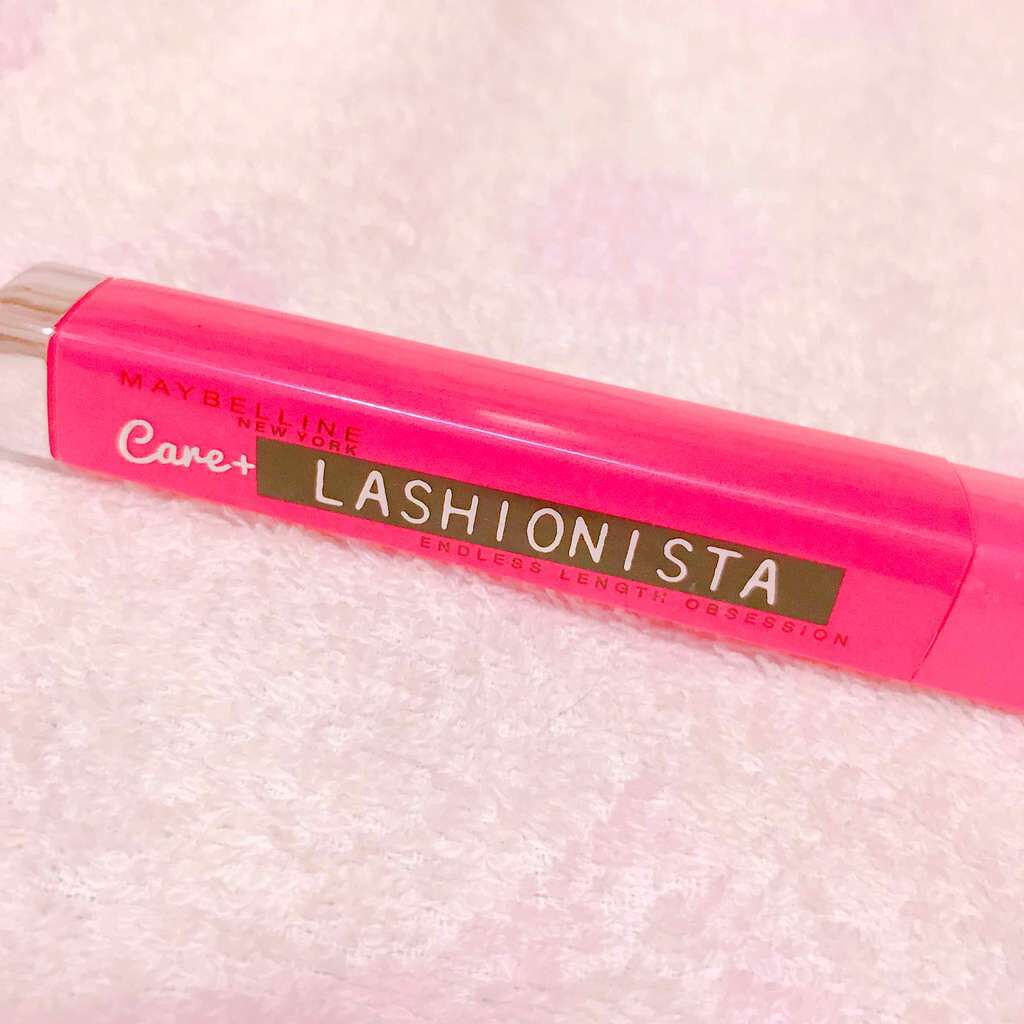 MAYBELLINE
NEW YORK
Care+ LASHIONISTA
ENDLESS LENGTH OBSESSION